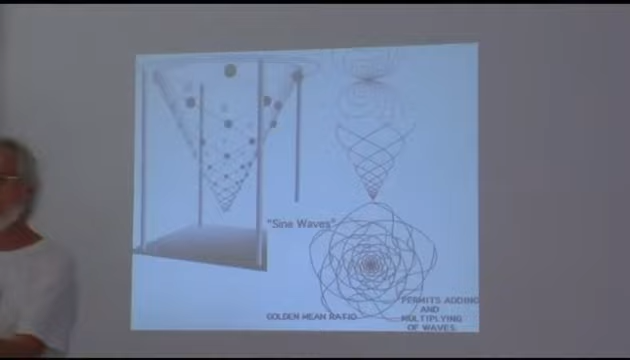 "Sine Waves"
GOLDEN MEAN RATIO
PERMITS ADDING
AND
MULTIPLYING
OF WAVES.